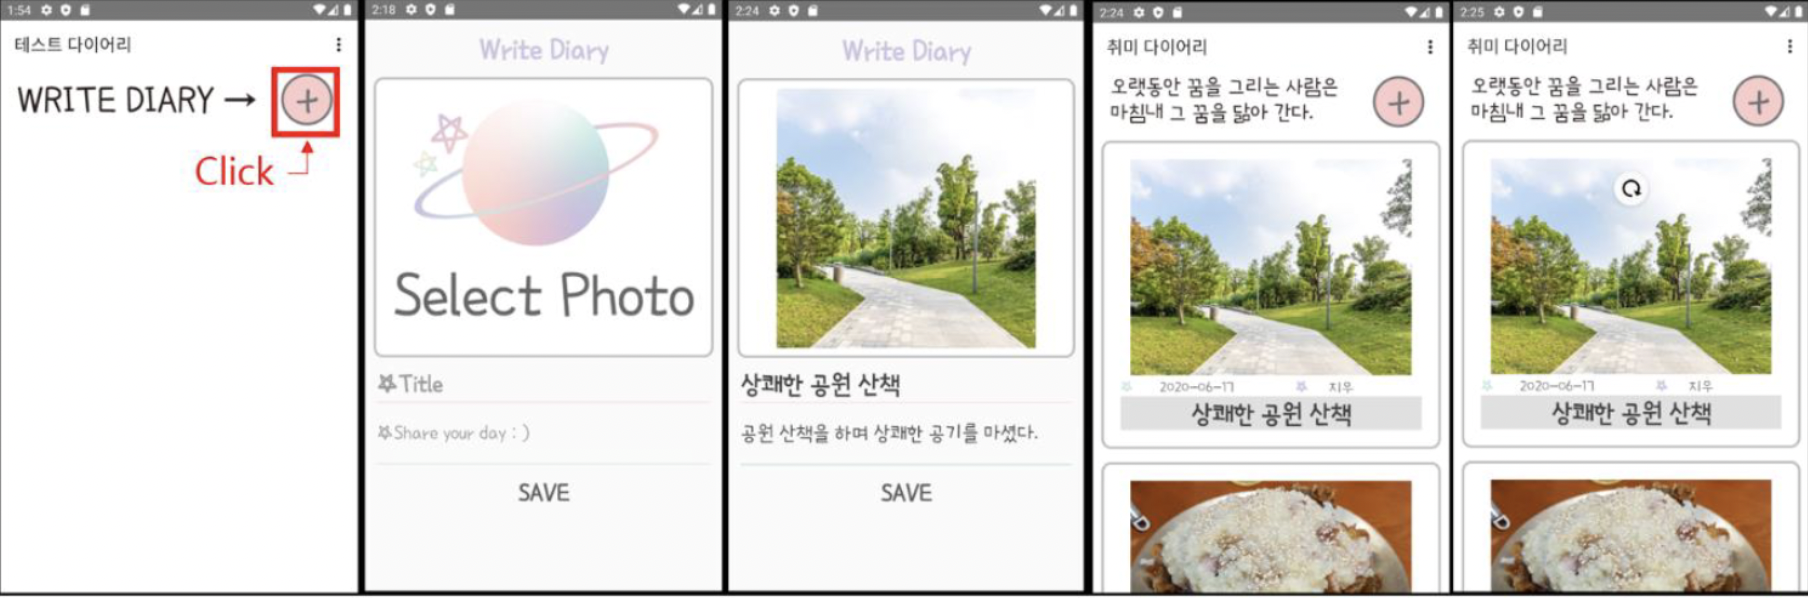 1:54
테스트 다이어리
WRITE DIARY →
Click
2:18
Write Diary
Select Photo
Title
Share your day : )
SAVE
2:24
Write Diary
상쾌한 공원 산책
공원 산책을 하며 상쾌한 공기를 마셨다.
SAVE
2:24
취미 다이어리
오랫동안 꿈을 그리는 사람은
마침내 그 꿈을 닮아 간다.
2020-06-17 지우
상쾌한 공원 산책
2:25
취미 다이어리
오랫동안 꿈을 그리는 사람은
마침내 그 꿈을 닮아 간다.
2020-06-17 지우
상쾌한 공원 산책